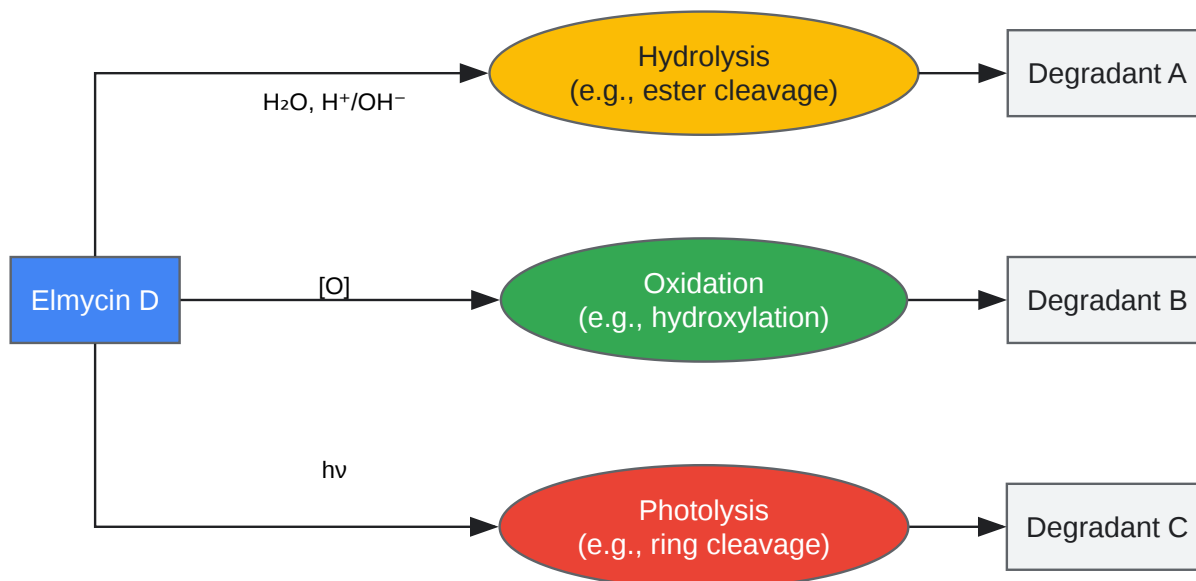 Hydrolysis
(e.g., ester cleavage)
Degradant A
H₂O, H⁺/OH⁻
Elmycin D
[O]
Oxidation
(e.g., hydroxylation)
Degradant B
hν
Photolysis
(e.g., ring cleavage)
Degradant C